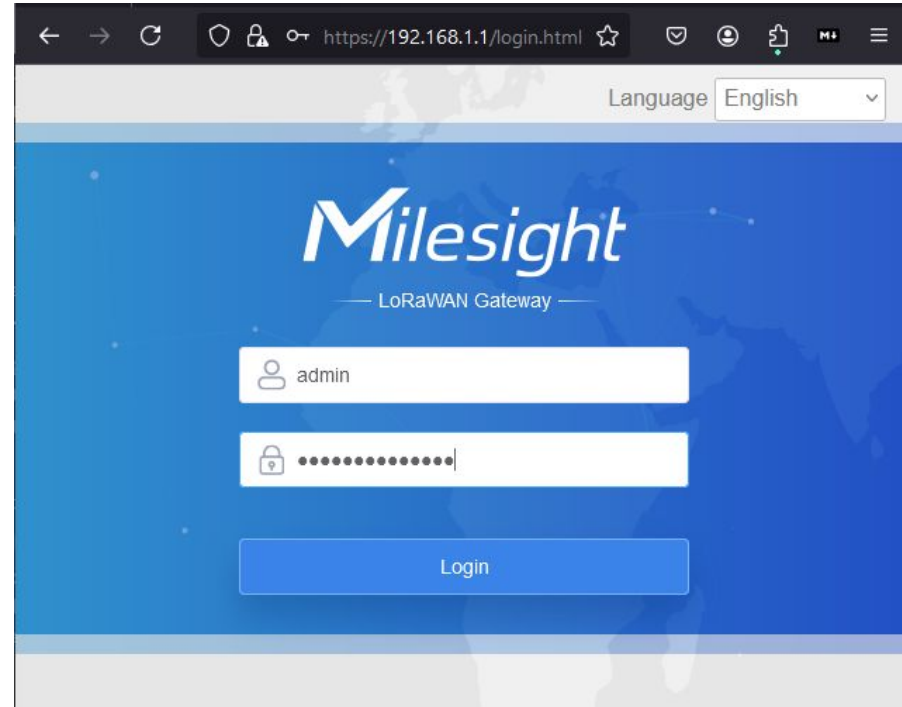 https://192.168.1.1/login.html
M+
Language English
Milesight
LoRaWAN Gateway
admin
••••••••••••••
Login